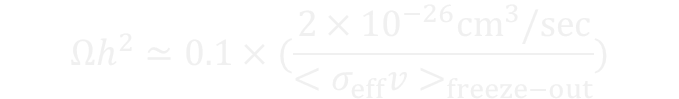 Ωh² ≃ 0.1 × (2 × 10⁻²⁶cm³/sec / < σ_eff v >_freeze−out)